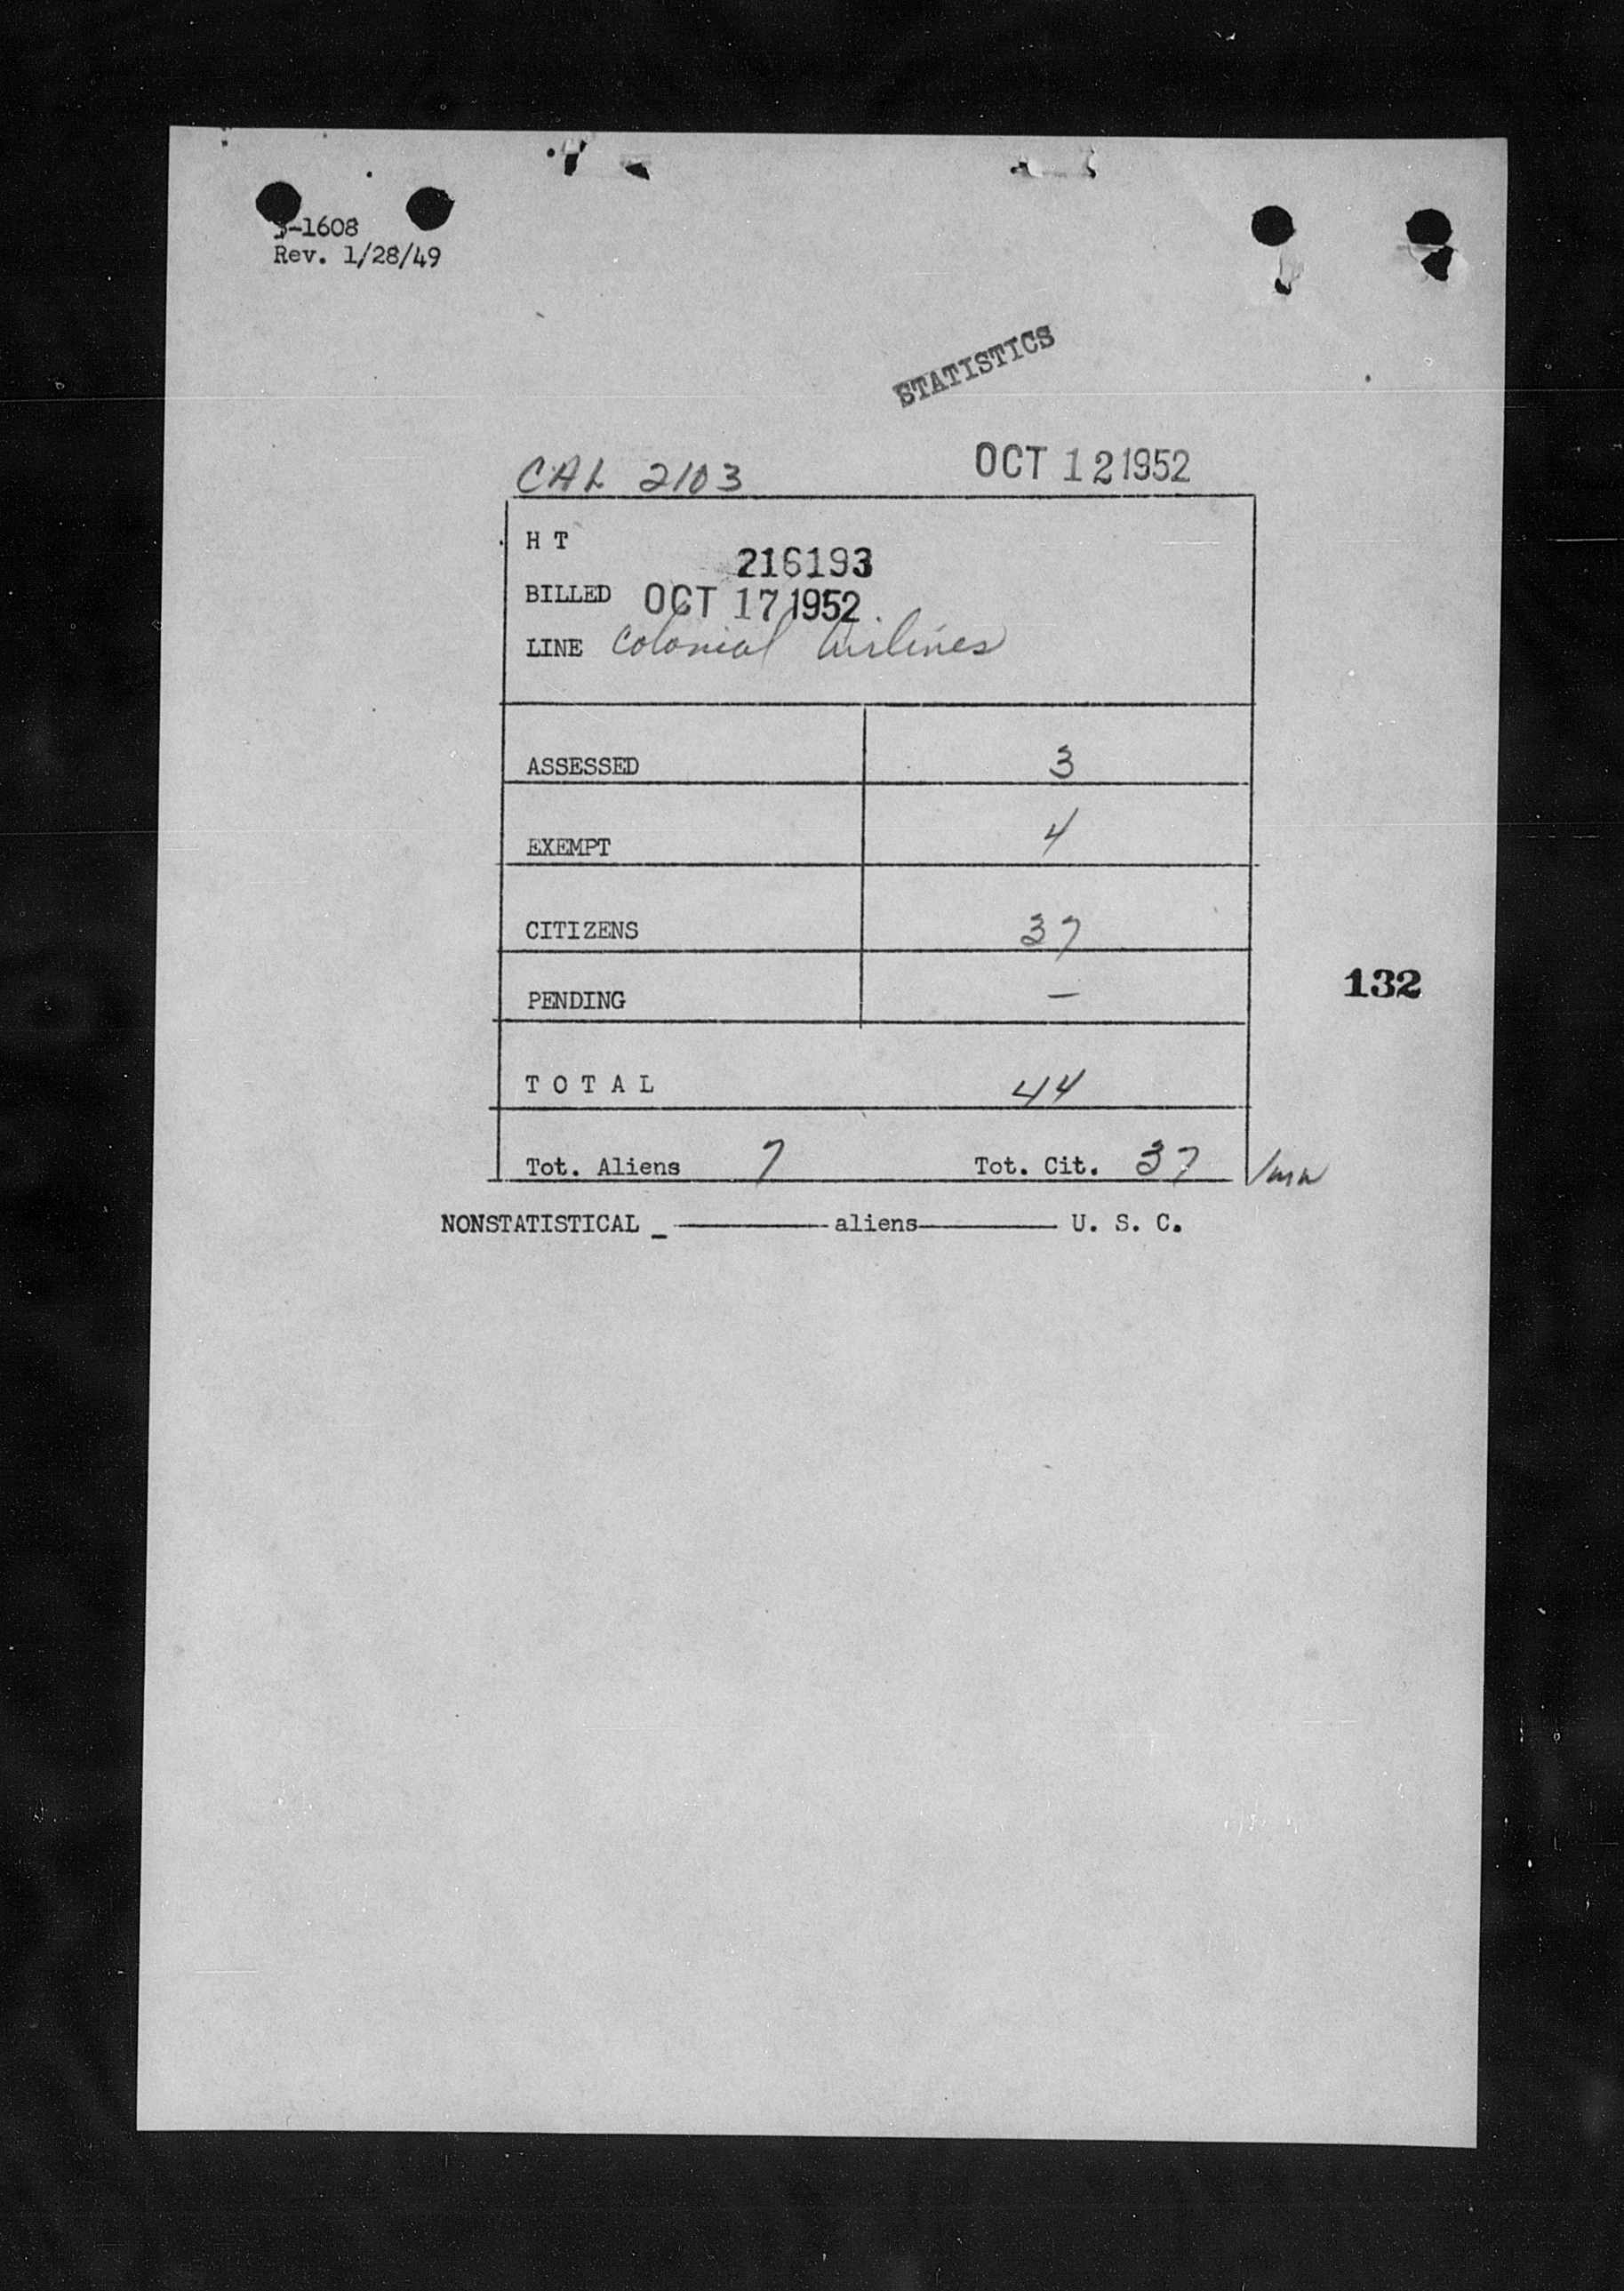 -1608
Rev. 1/28/49
STATISTICS
CAL 2103 OCT 12 1952
H T
216193
BILLED OCT 17 1952
LINE Colonial Airlines
ASSESSED 3
EXEMPT 4
CITIZENS 37
132
PENDING —
T O T A L 44
Tot. Aliens 7 Tot. Cit. 37
NONSTATISTICAL _ ———— aliens ———— U. S. C.